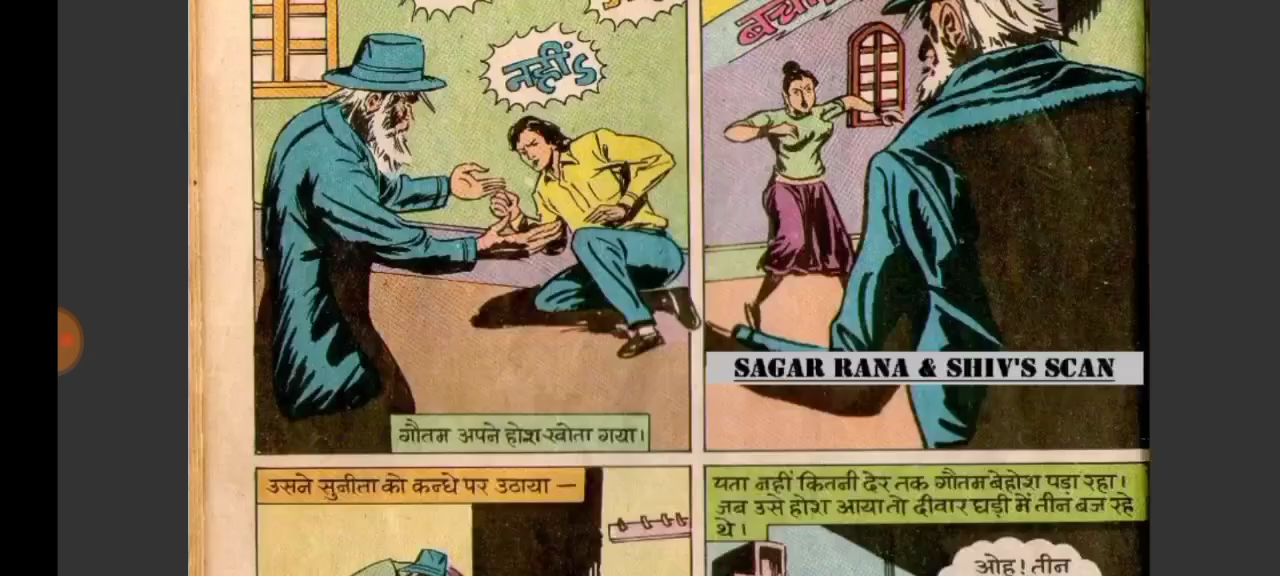 नहींऽ
गौतम अपने होश खोता गया।
SAGAR RANA & SHIV'S SCAN
उसने सुनीता को कन्धे पर उठाया —
पता नहीं कितनी देर तक गौतम बेहोश पड़ा रहा।
जब उसे होश आया तो दीवार घड़ी में तीन बज रहे
थे।
ओह! तीन